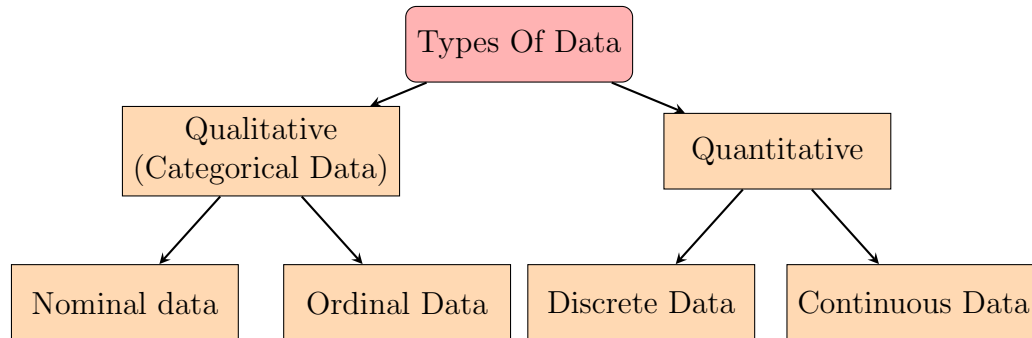 Types Of Data
Qualitative
(Categorical Data)
Quantitative
Nominal data
Ordinal Data
Discrete Data
Continuous Data